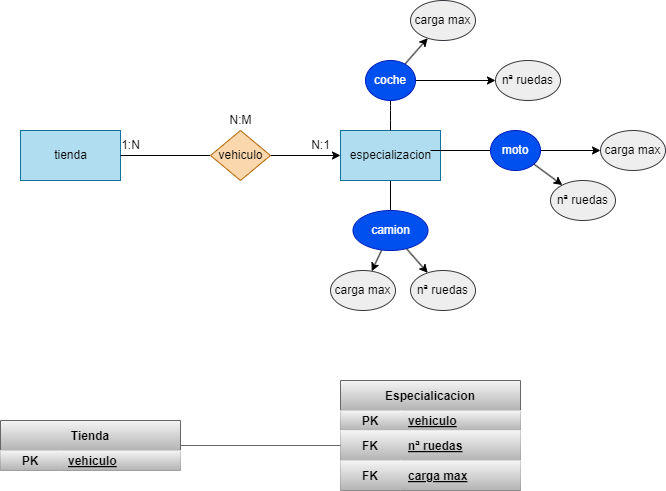 carga max
coche
nª ruedas
N:M
tienda
1:N
vehiculo
N:1
especializacion
moto
carga max
nª ruedas
camion
carga max
nª ruedas
Especialicacion
PK vehiculo
FK nª ruedas
FK carga max
Tienda
PK vehiculo